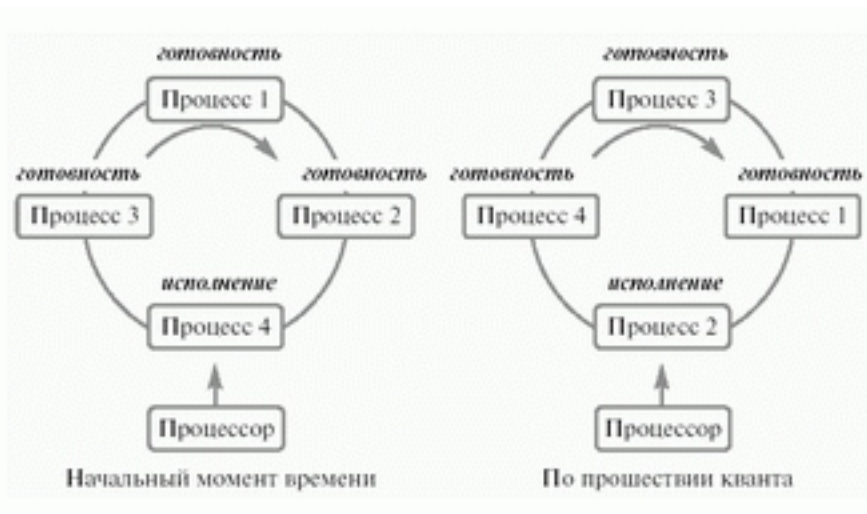 готовность
Процесс 1
готовность
готовность
Процесс 3
Процесс 2
исполнение
Процесс 4
Процессор
Начальный момент времени
готовность
Процесс 3
готовность
готовность
Процесс 4
Процесс 1
исполнение
Процесс 2
Процессор
По прошествии кванта